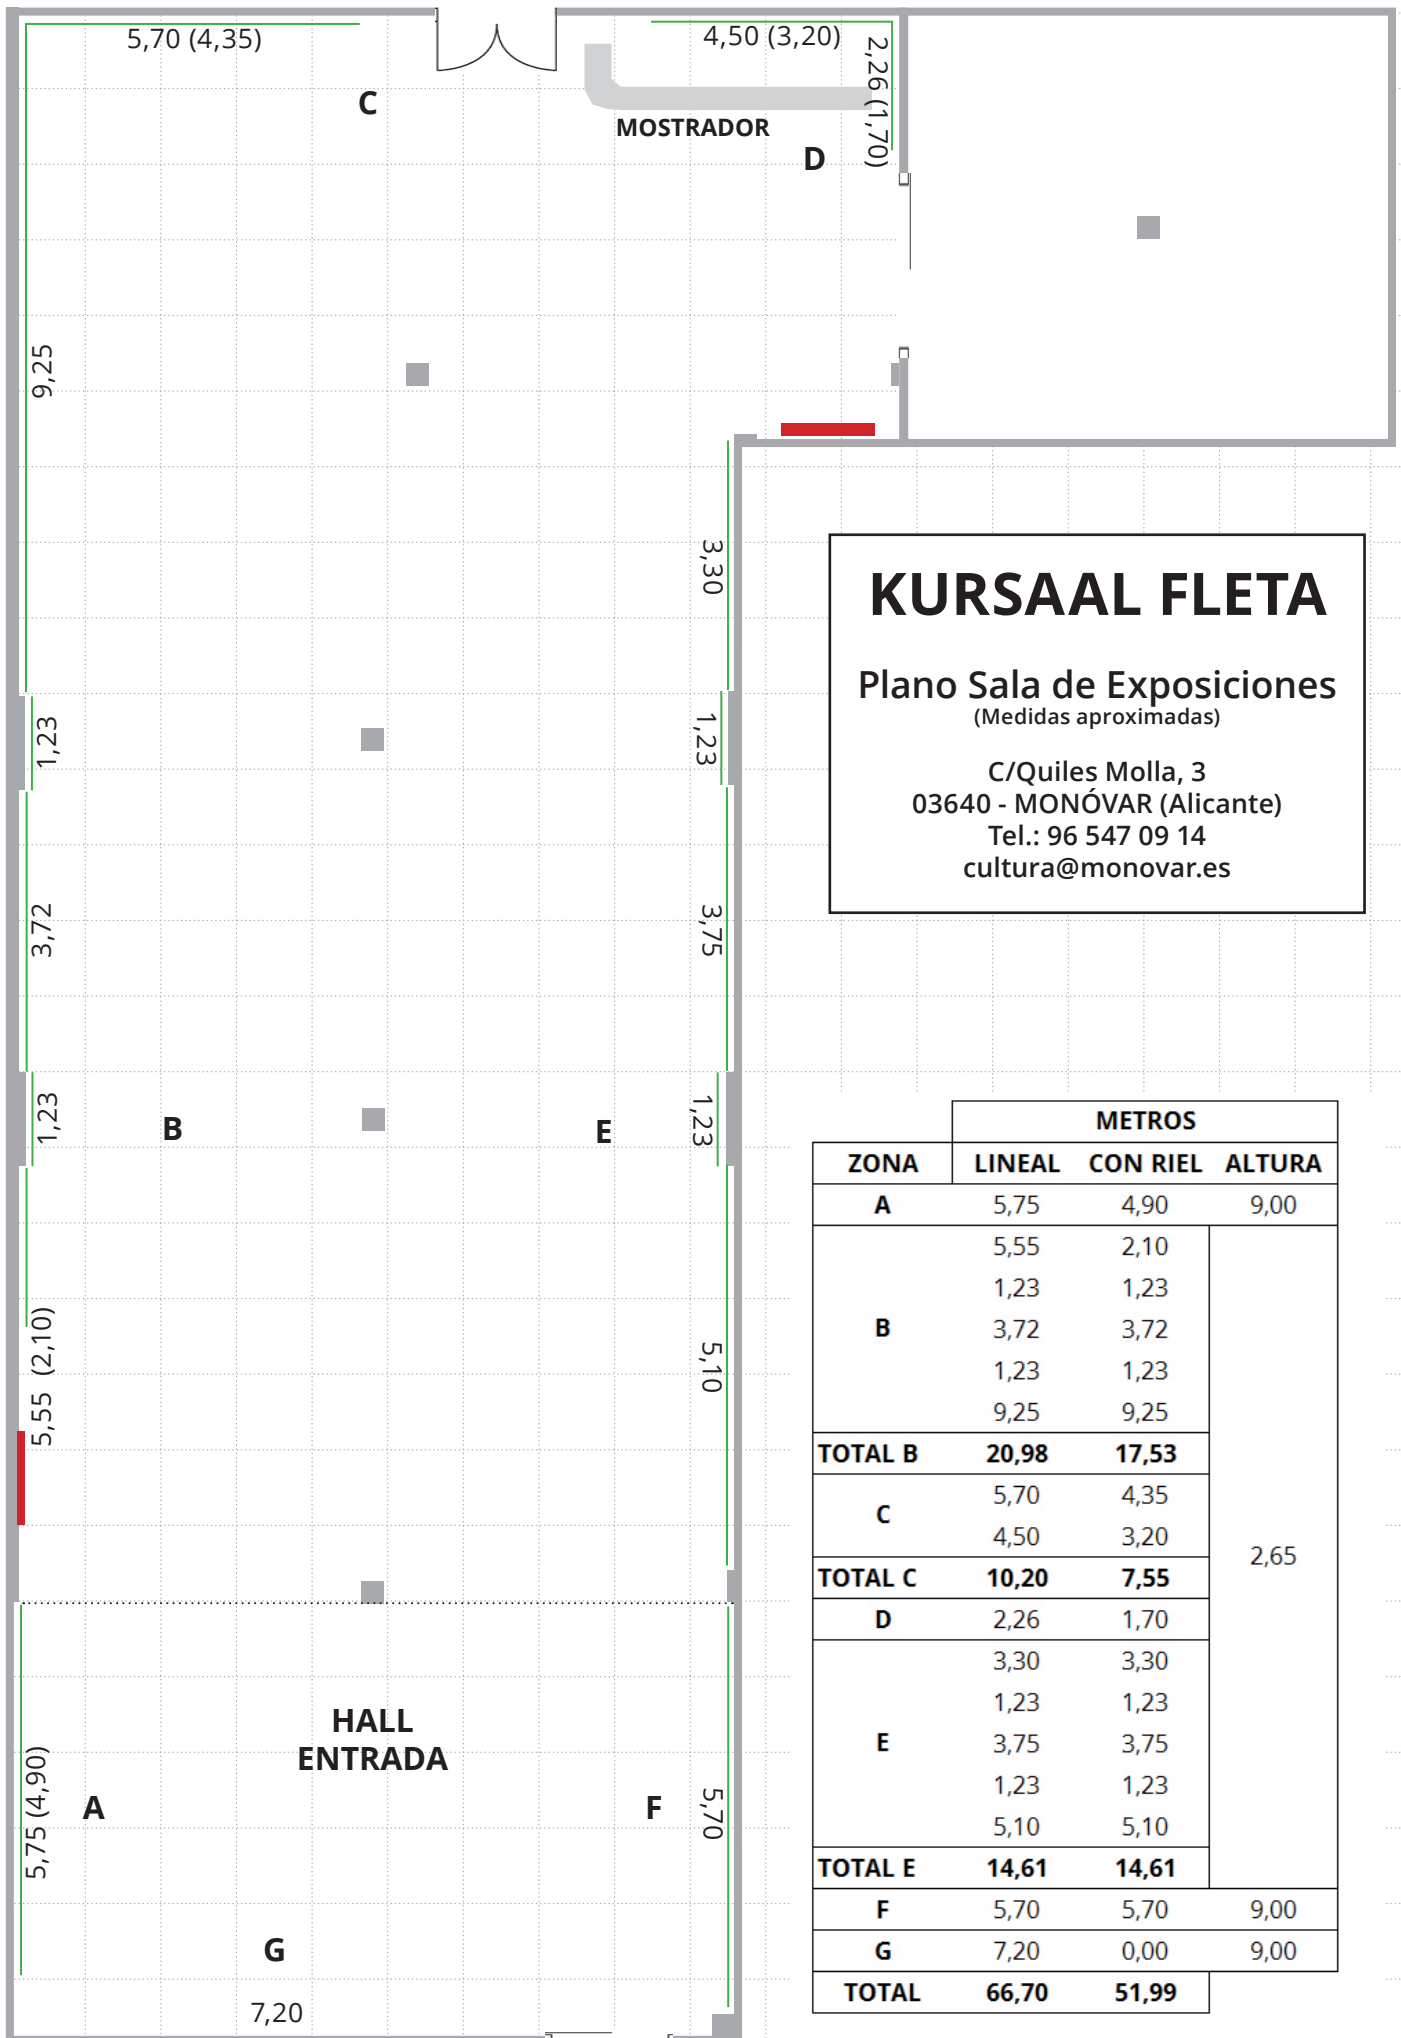 5,70 (4,35)
4,50 (3,20)
2,26 (1,70)
C
MOSTRADOR
D
9,25
3,30
KURSAAL FLETA
Plano Sala de Exposiciones
(Medidas aproximadas)
C/Quiles Molla, 3
03640 - MONÓVAR (Alicante)
Tel.: 96 547 09 14
cultura@monovar.es
1,23
1,23
3,72
3,75
1,23
B
E
1,23
5,55 (2,10)
5,10
HALL
ENTRADA
5,75 (4,90)
A
F
5,70
G
7,20
METROS
ZONA LINEAL CON RIEL ALTURA
A 5,75 4,90 9,00
5,55 2,10
1,23 1,23
B 3,72 3,72
1,23 1,23
9,25 9,25
TOTAL B 20,98 17,53
C 5,70 4,35
4,50 3,20
2,65
TOTAL C 10,20 7,55
D 2,26 1,70
3,30 3,30
1,23 1,23
E 3,75 3,75
1,23 1,23
5,10 5,10
TOTAL E 14,61 14,61
F 5,70 5,70 9,00
G 7,20 0,00 9,00
TOTAL 66,70 51,99